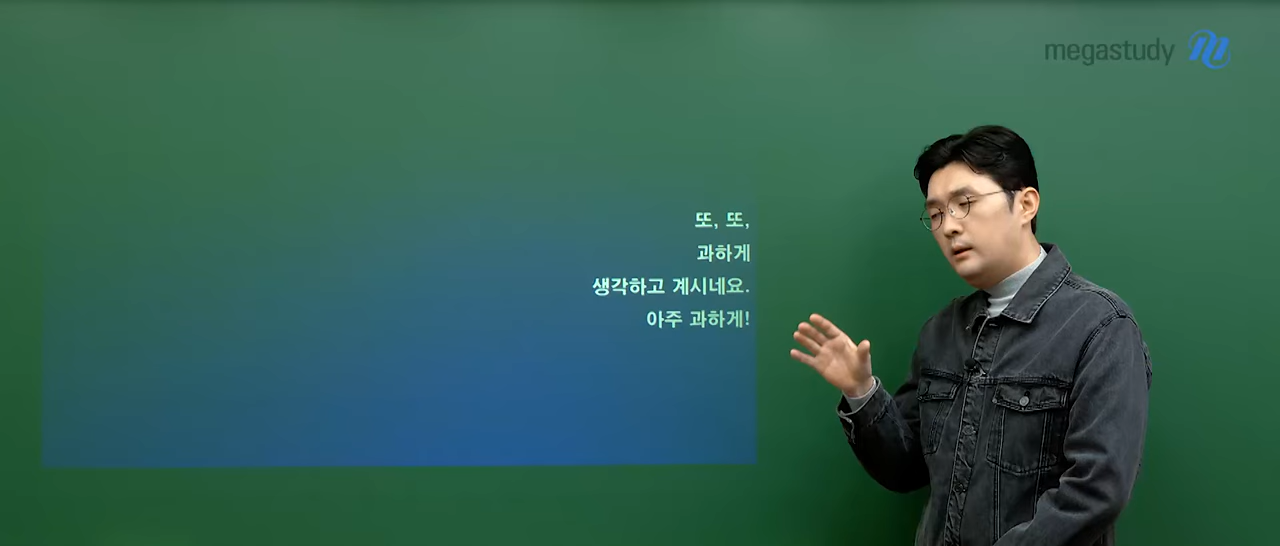 megastudy
또, 또,
과하게
생각하고 계시네요.
아주 과하게!